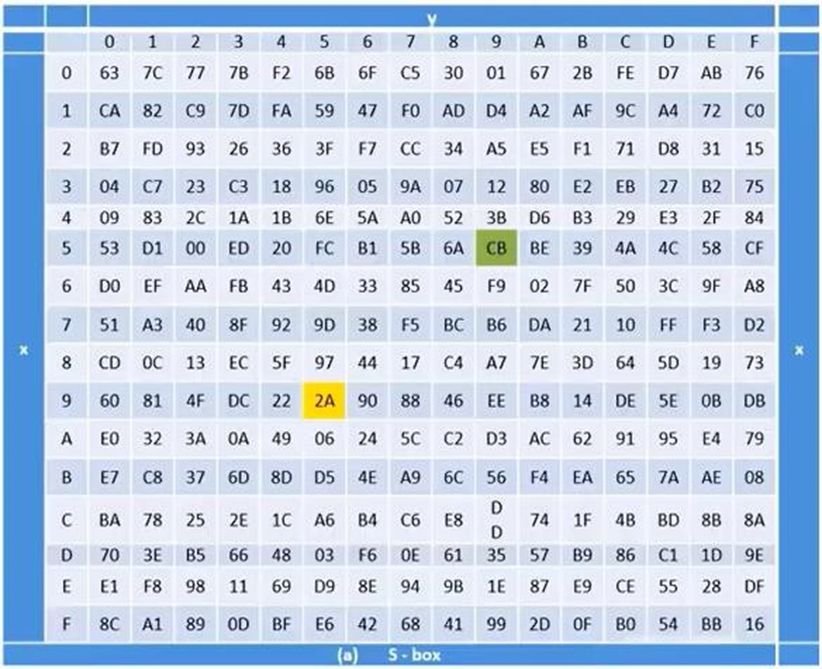 y
0 1 2 3 4 5 6 7 8 9 A B C D E F
0 63 7C 77 7B F2 6B 6F C5 30 01 67 2B FE D7 AB 76
1 CA 82 C9 7D FA 59 47 F0 AD D4 A2 AF 9C A4 72 C0
2 B7 FD 93 26 36 3F F7 CC 34 A5 E5 F1 71 D8 31 15
3 04 C7 23 C3 18 96 05 9A 07 12 80 E2 EB 27 B2 75
4 09 83 2C 1A 1B 6E 5A A0 52 3B D6 B3 29 E3 2F 84
5 53 D1 00 ED 20 FC B1 5B 6A CB BE 39 4A 4C 58 CF
6 D0 EF AA FB 43 4D 33 85 45 F9 02 7F 50 3C 9F A8
7 51 A3 40 8F 92 9D 38 F5 BC B6 DA 21 10 FF F3 D2
x x
8 CD 0C 13 EC 5F 97 44 17 C4 A7 7E 3D 64 5D 19 73
9 60 81 4F DC 22 2A 90 88 46 EE B8 14 DE 5E 0B DB
A E0 32 3A 0A 49 06 24 5C C2 D3 AC 62 91 95 E4 79
B E7 C8 37 6D 8D D5 4E A9 6C 56 F4 EA 65 7A AE 08
C BA 78 25 2E 1C A6 B4 C6 E8 D 74 1F 4B BD 8B 8A
D
D 70 3E B5 66 48 03 F6 0E 61 35 57 B9 86 C1 1D 9E
E E1 F8 98 11 69 D9 8E 94 9B 1E 87 E9 CE 55 28 DF
F 8C A1 89 0D BF E6 42 68 41 99 2D 0F B0 54 BB 16
(a) S - box